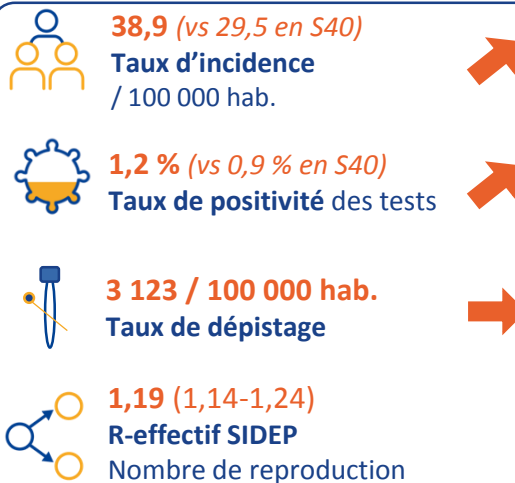 38,9 (vs 29,5 en S40)
Taux d’incidence
/ 100 000 hab.
1,2 % (vs 0,9 % en S40)
Taux de positivité des tests
3 123 / 100 000 hab.
Taux de dépistage
1,19 (1,14-1,24)
R-effectif SIDEP
Nombre de reproduction